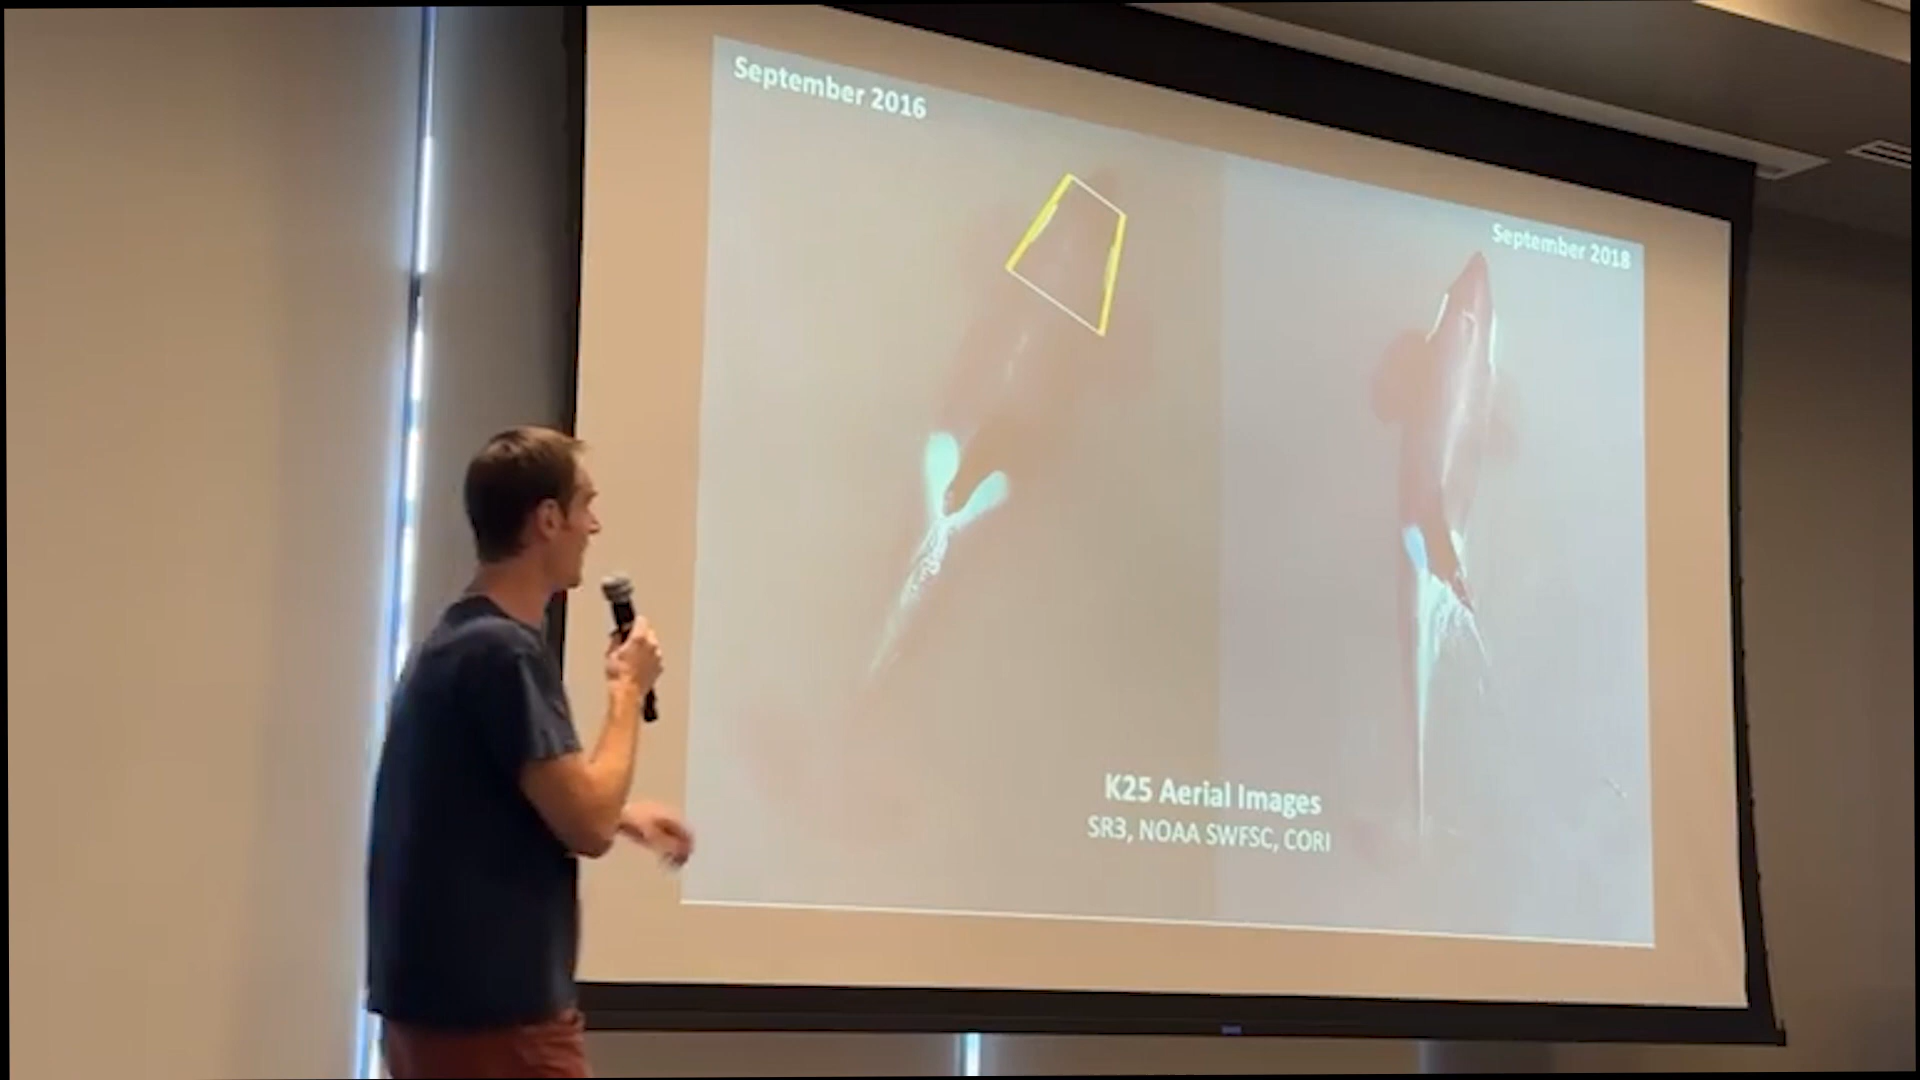 September 2016
September 2018
K25 Aerial Images
SR3, NOAA SWFSC, CORI